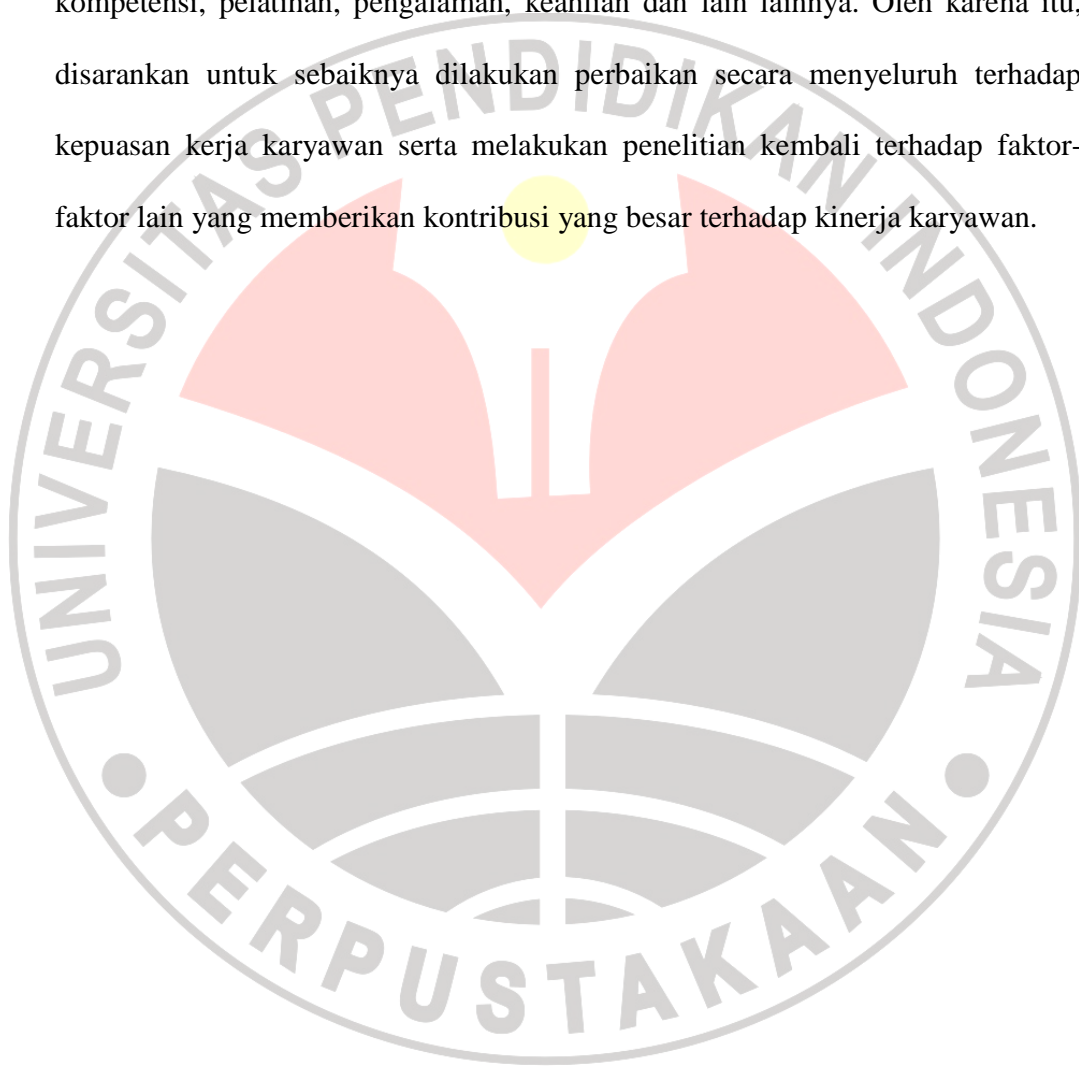 kompetensi, pelatihan, pengalaman, keahlian dan lain lainnya. Oleh karena itu,
disarankan untuk sebaiknya dilakukan perbaikan secara menyeluruh terhadap
kepuasan kerja karyawan serta melakukan penelitian kembali terhadap faktor-
faktor lain yang memberikan kontribusi yang besar terhadap kinerja karyawan.
UNIVERSITAS PENDIDIKAN INDONESIA
PERPUSTAKAAN